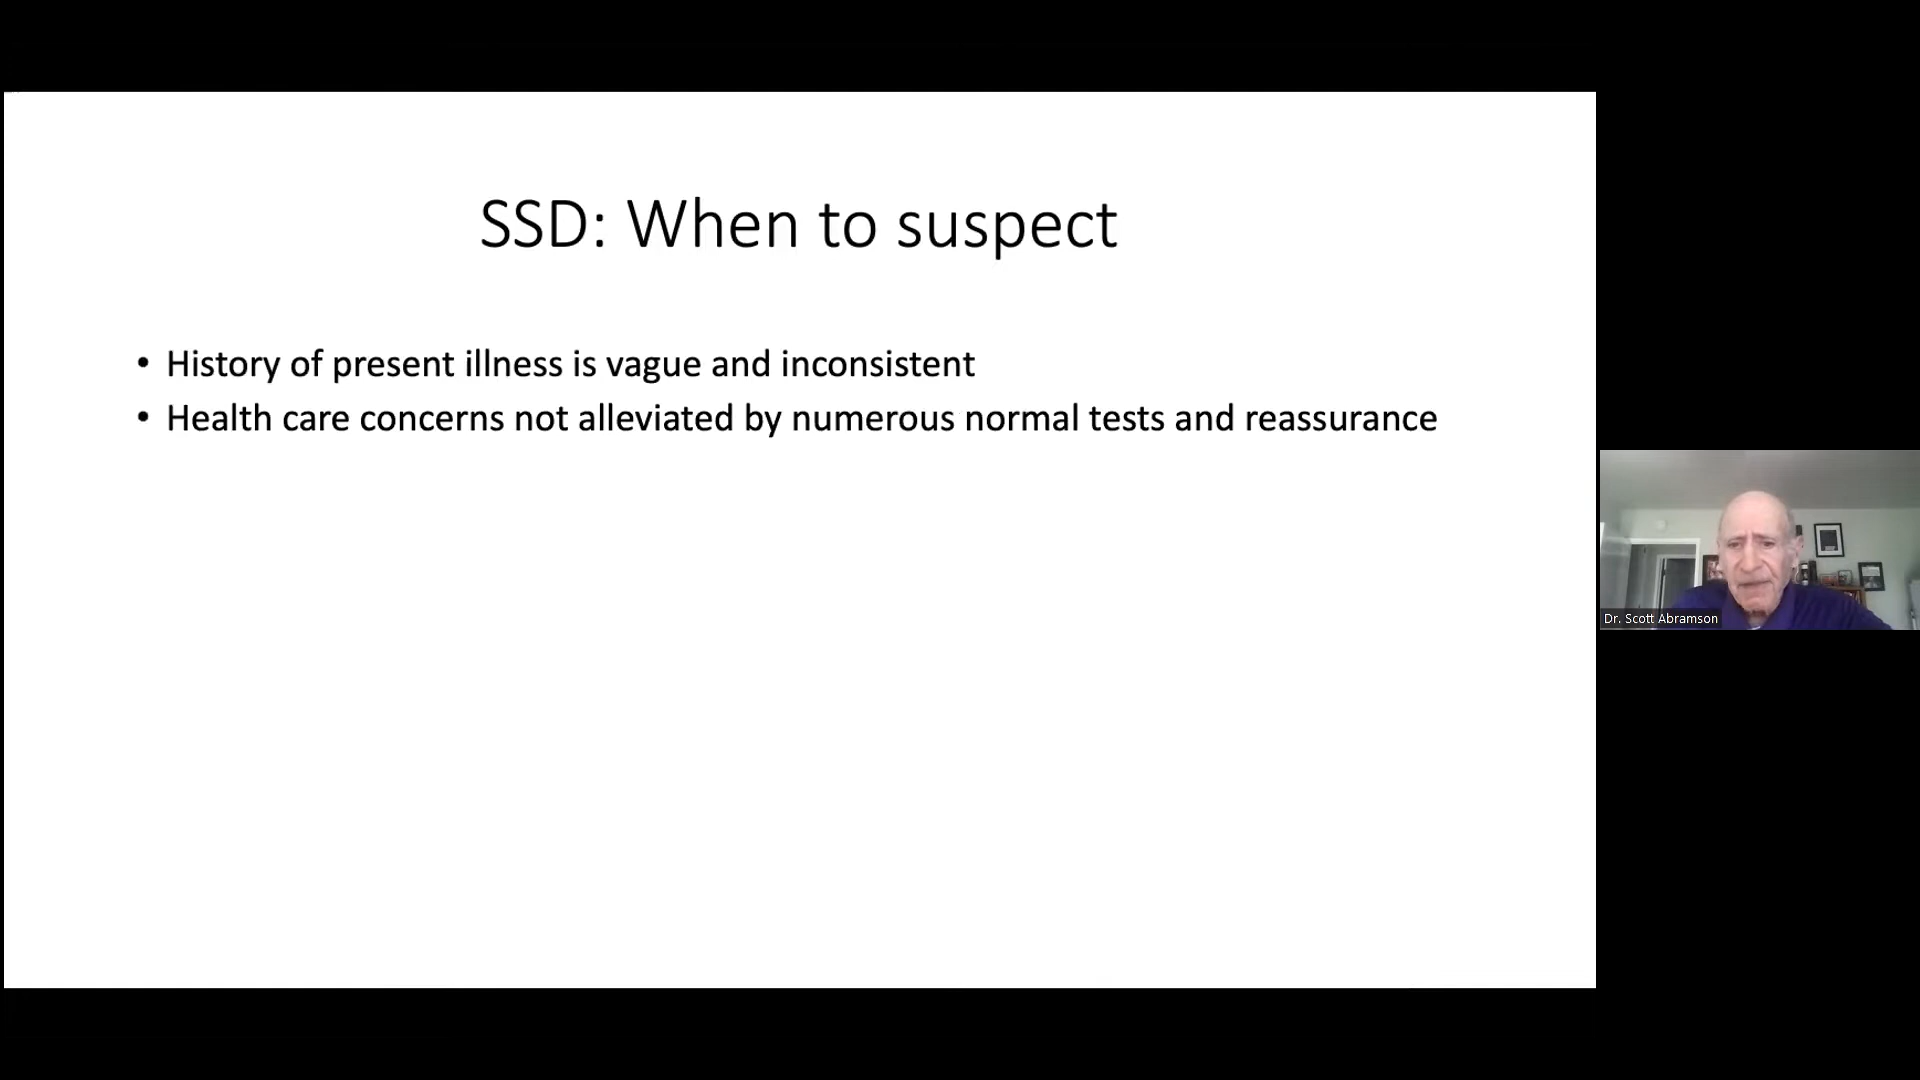 SSD: When to suspect
• History of present illness is vague and inconsistent
• Health care concerns not alleviated by numerous normal tests and reassurance
Dr. Scott Abramson